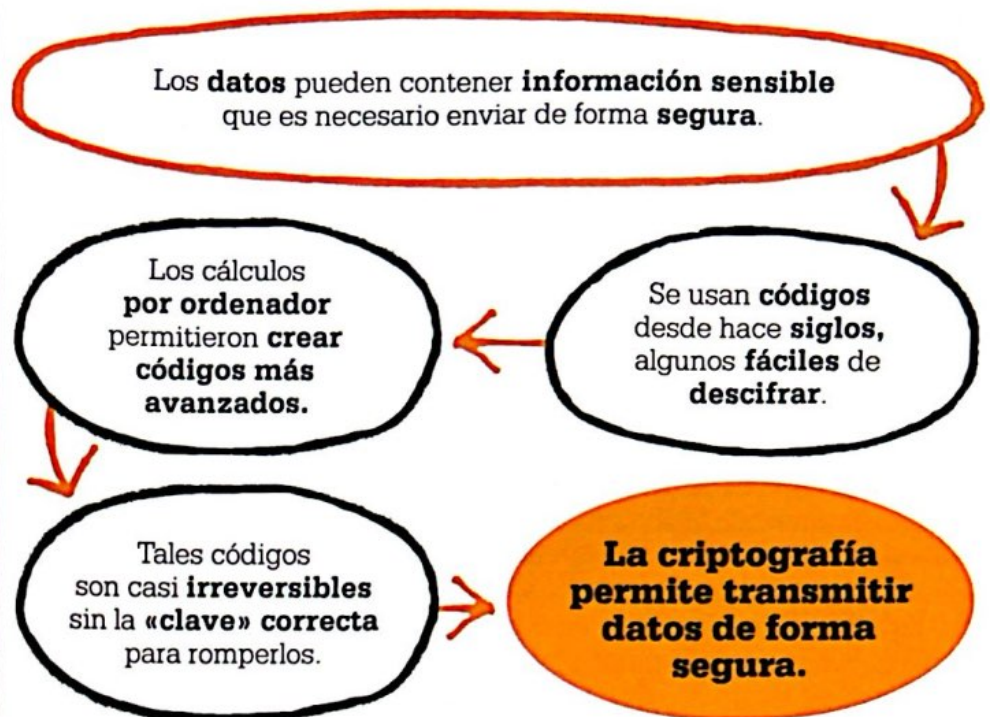 Los datos pueden contener información sensible
que es necesario enviar de forma segura.
Se usan códigos
desde hace siglos,
algunos fáciles de
descifrar.
Los cálculos
por ordenador
permitieron crear
códigos más
avanzados.
Tales códigos
son casi irreversibles
sin la «clave» correcta
para romperlos.
La criptografía
permite transmitir
datos de forma
segura.